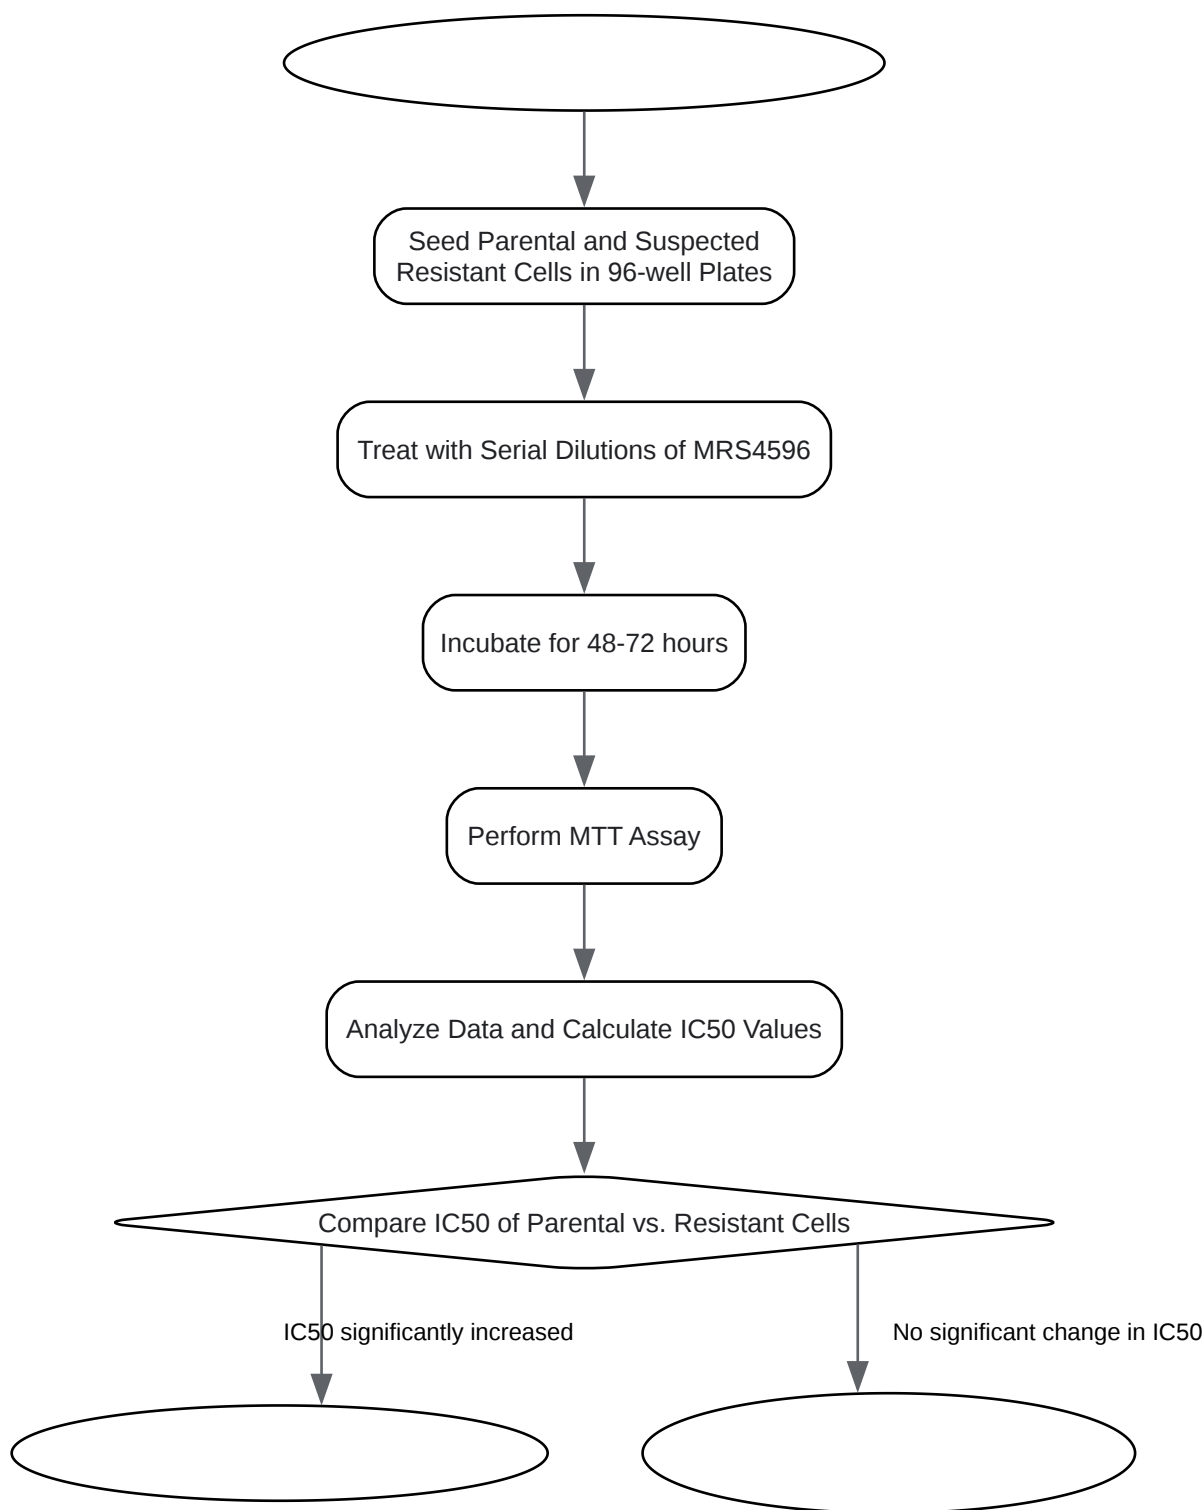 Seed Parental and Suspected
Resistant Cells in 96-well Plates
Treat with Serial Dilutions of MRS4596
Incubate for 48-72 hours
Perform MTT Assay
Analyze Data and Calculate IC50 Values
Compare IC50 of Parental vs. Resistant Cells
IC50 significantly increased
No significant change in IC50